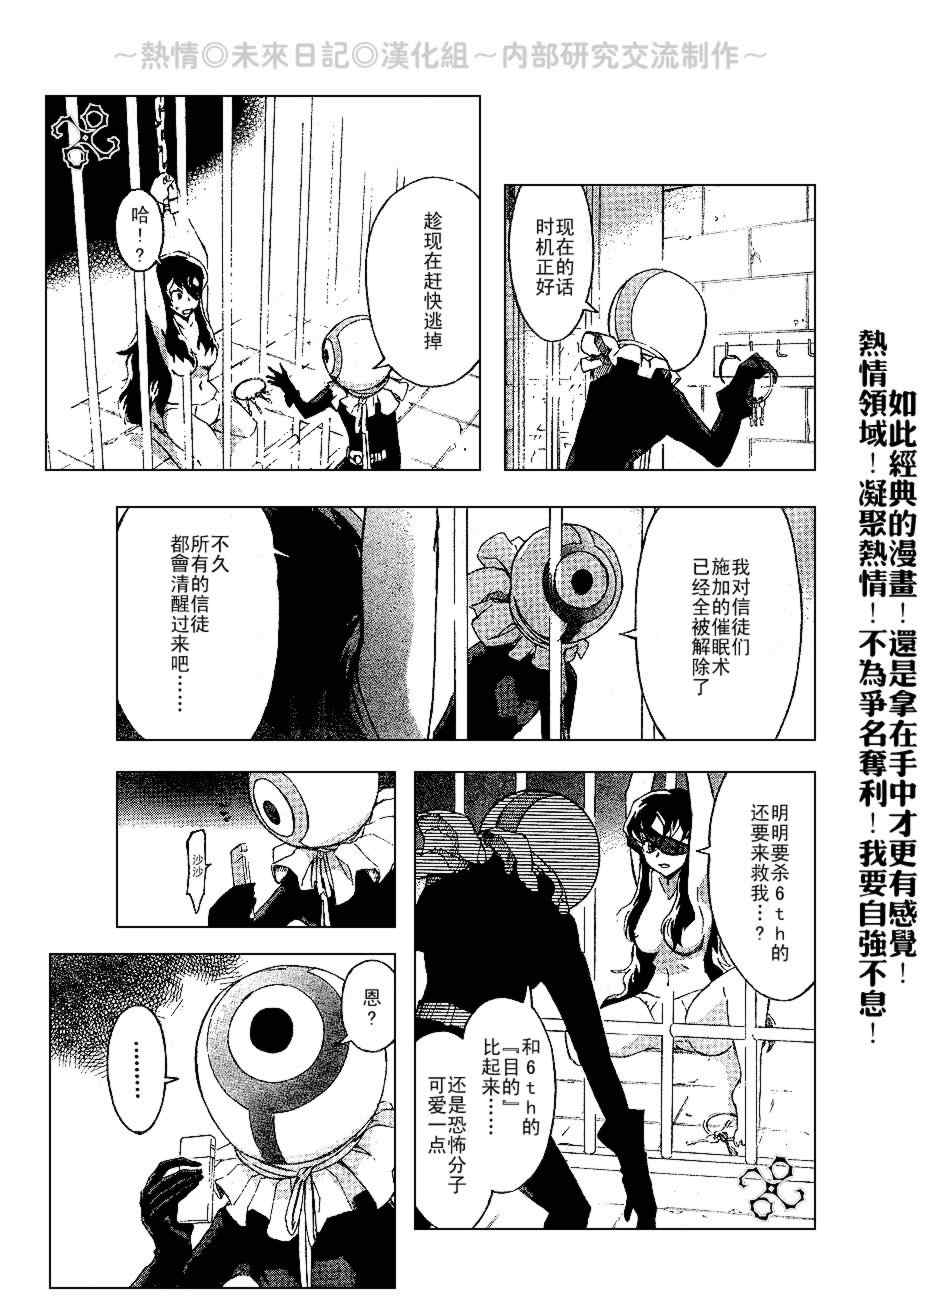 ～熱情◎未來日記◎漢化組～内部研究交流制作～
现在的话
时机正好
趁现在赶快逃掉
哈！？
我对信徒们
施加的催眠术
已经全被解除了
不久
所有的信徒
都會清醒过来吧……
明明要杀6th的
还要来救我…？
和6th的
『目的』
比起来……
还是恐怖分子
可爱一点
沙沙
恩？
………
如此經典的漫畫！還是拿在手中才更有感覺！
熱情領域！凝聚熱情！不為爭名奪利！我要自強不息！